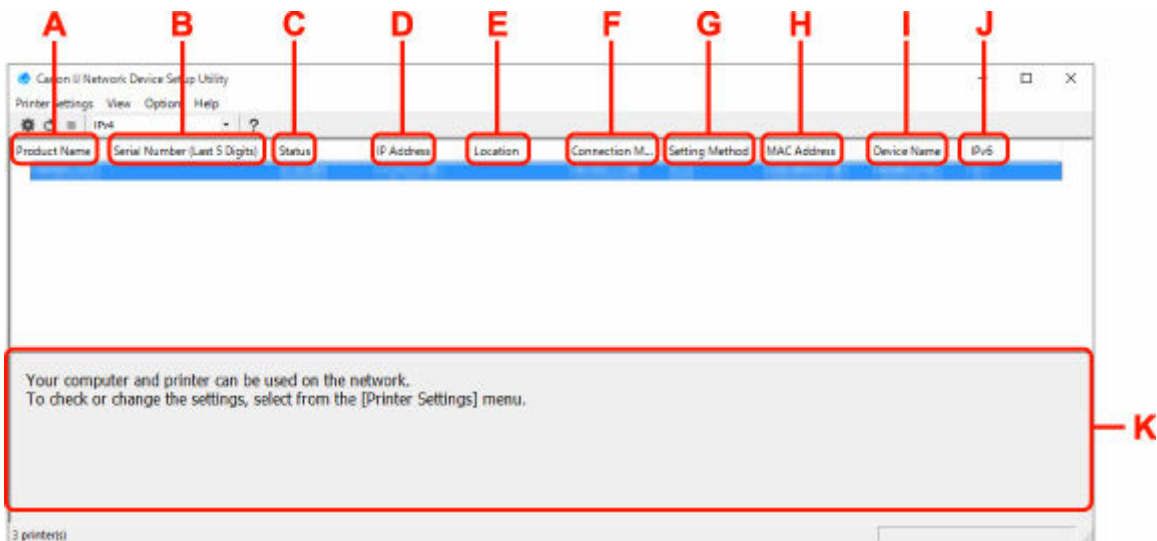 A B C D E F G H I J
Canon IJ Network Device Setup Utility
Printer Settings View Option Help
IPv4 ?
Product Name Serial Number (Last 5 Digits) Status IP Address Location Connection M... Setting Method MAC Address Device Name IPv6
Your computer and printer can be used on the network.
To check or change the settings, select from the [Printer Settings] menu.
K
3 printer(s)